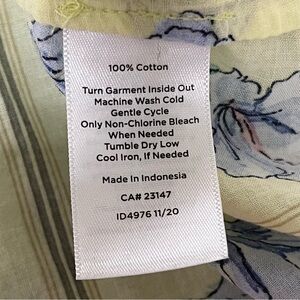 100% Cotton
Turn Garment Inside Out
Machine Wash Cold
Gentle Cycle
Only Non-Chlorine Bleach
When Needed
Tumble Dry Low
Cool Iron, If Needed
Made in Indonesia
CA# 23147
ID4976 11/20